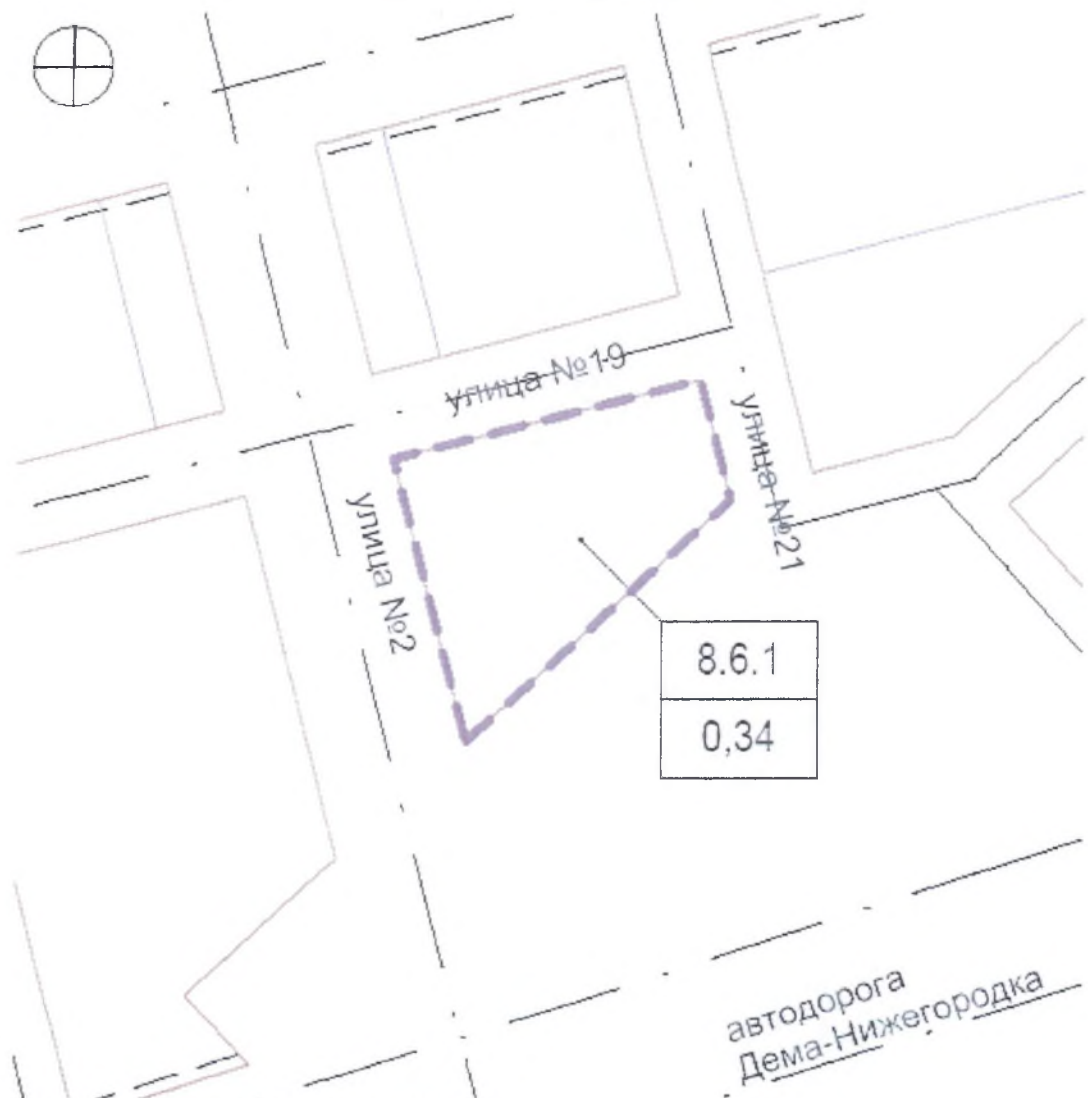 улица №19
улица №21
улица №2
8.6.1
0,34
автодорога
Дема-Нижегородка